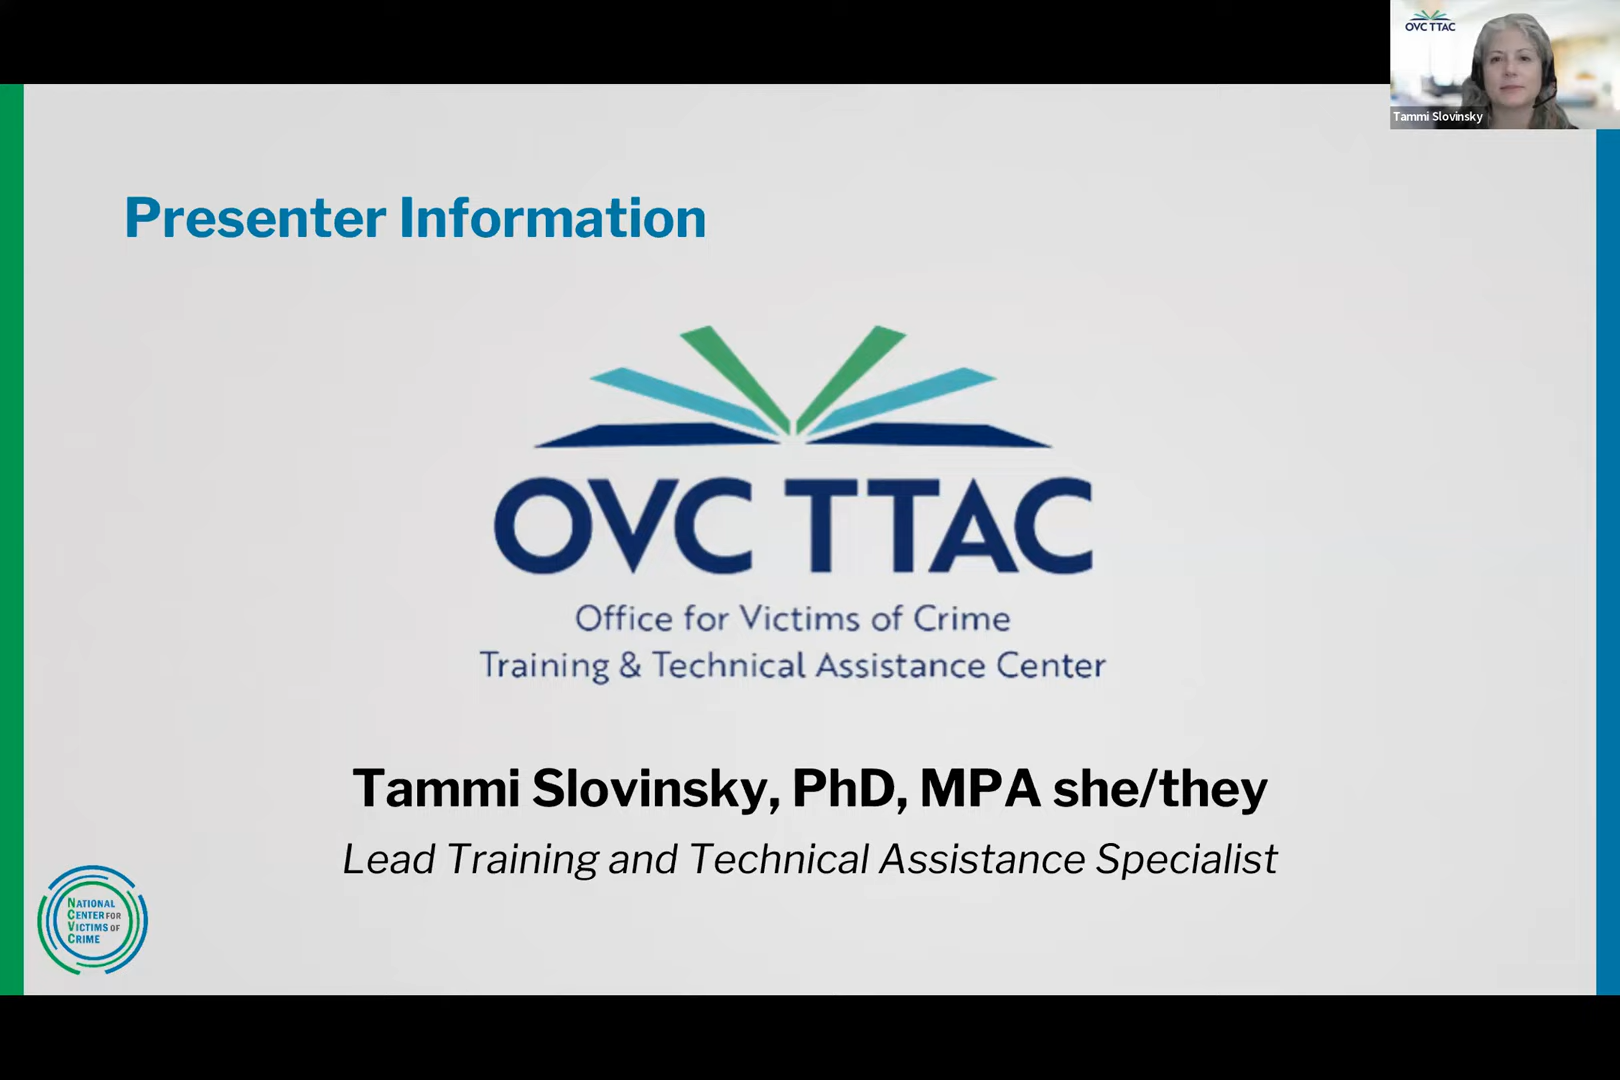 OVC TTAC
Tammi Slovinsky
Presenter Information
OVC TTAC
Office for Victims of Crime
Training & Technical Assistance Center
Tammi Slovinsky, PhD, MPA she/they
Lead Training and Technical Assistance Specialist
NATIONAL
CENTER FOR
VICTIMS OF
CRIME